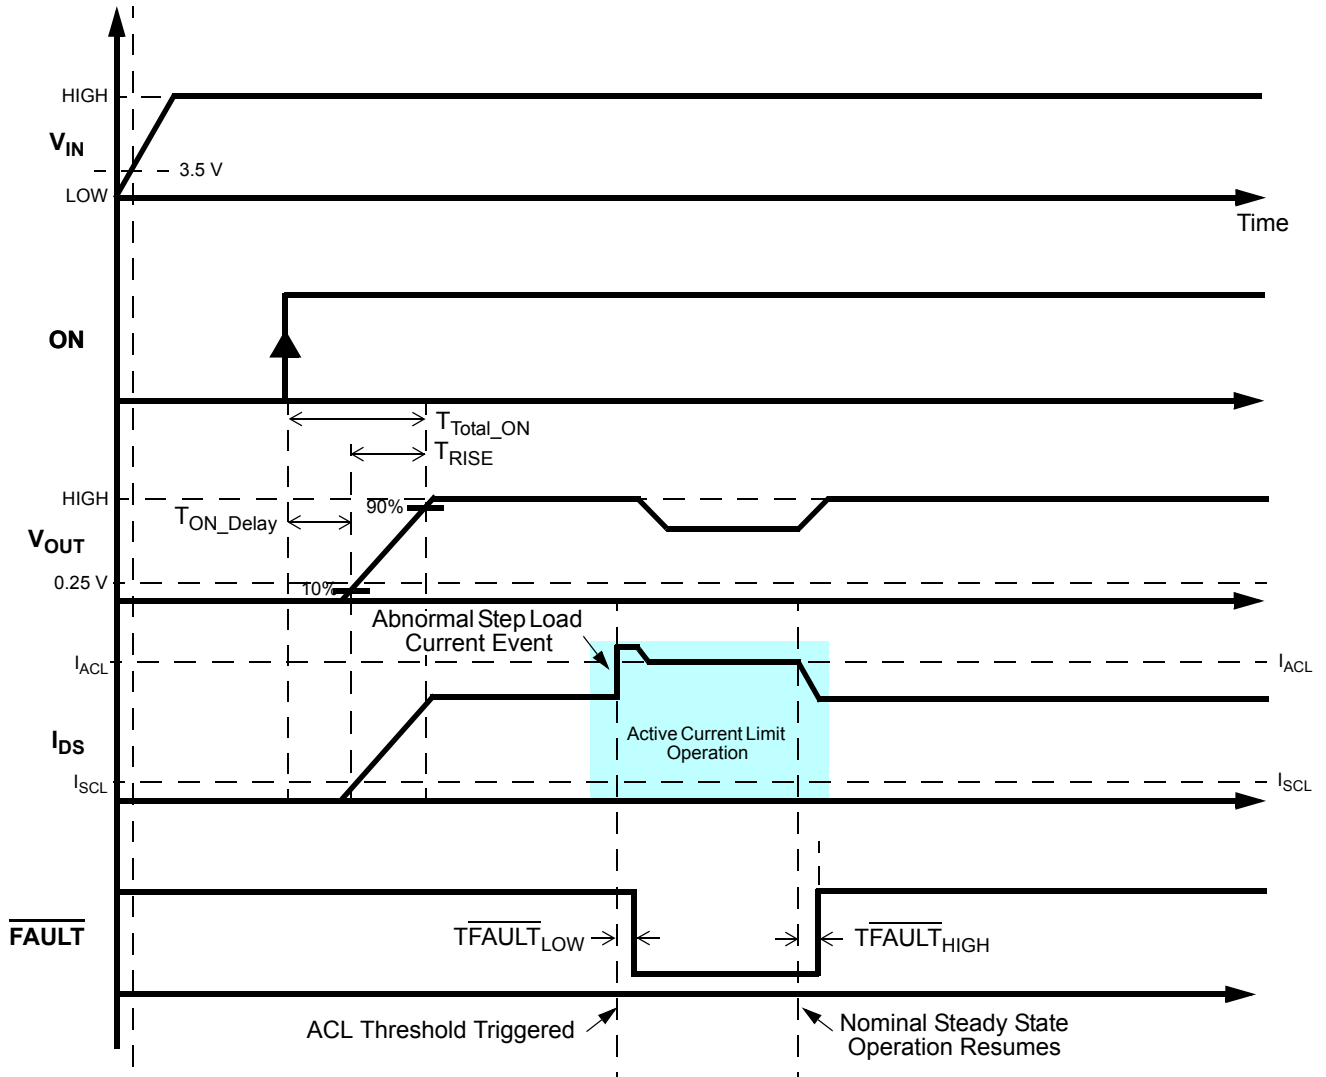 HIGH
VIN
3.5 V
LOW
Time
ON
TTotal_ON
TRISE
HIGH
90%
TON_Delay
VOUT
0.25 V
10%
Abnormal Step Load
Current Event
IACL
IACL
Active Current Limit
Operation
IDS
ISCL
ISCL
FAULT
TFAULTLOW
TFAULTHIGH
ACL Threshold Triggered
Nominal Steady State
Operation Resumes